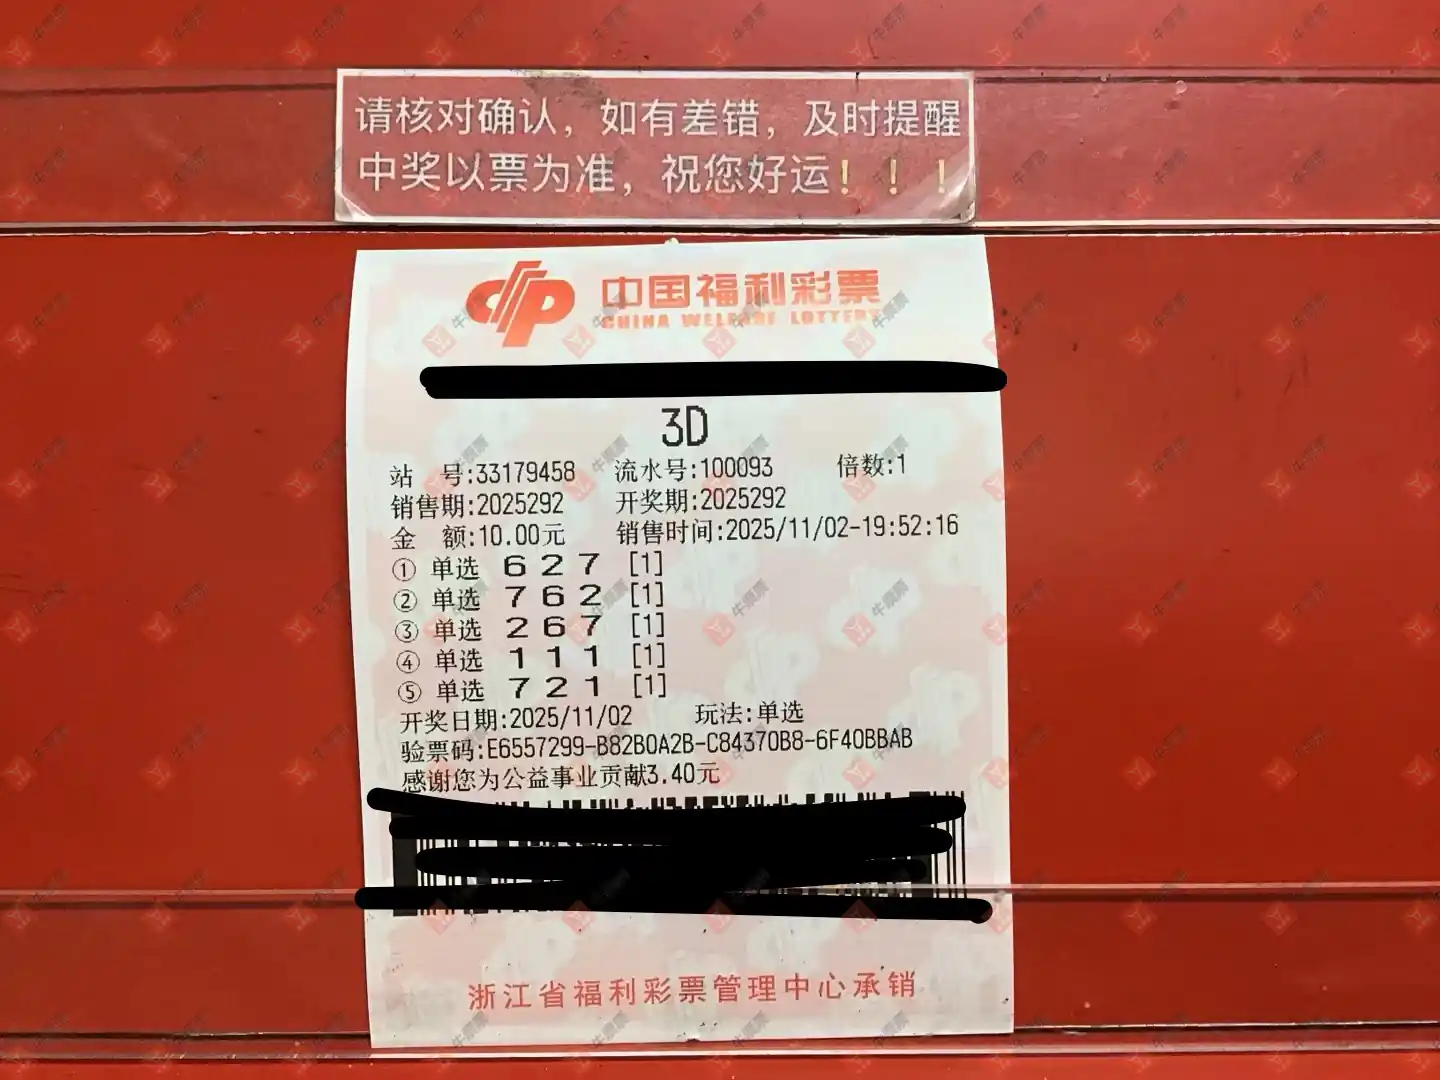 请核对确认，如有差错，及时提醒
中奖以票为准，祝您好运！！！
中国福利彩票
CHINA WELFARE LOTTERY
3D
站 号:33179458 流水号:100093 倍数:1
销售期:2025292 开奖期:2025292
金 额:10.00元 销售时间:2025/11/02-19:52:16
① 单选 6 2 7 [1]
② 单选 7 6 2 [1]
③ 单选 2 6 7 [1]
④ 单选 1 1 1 [1]
⑤ 单选 7 2 1 [1]
开奖日期:2025/11/02 玩法:单选
验票码:E6557299-B82B0A2B-C84370B8-6F40BBAB
感谢您为公益事业贡献3.40元
浙江省福利彩票管理中心承销
牛票票